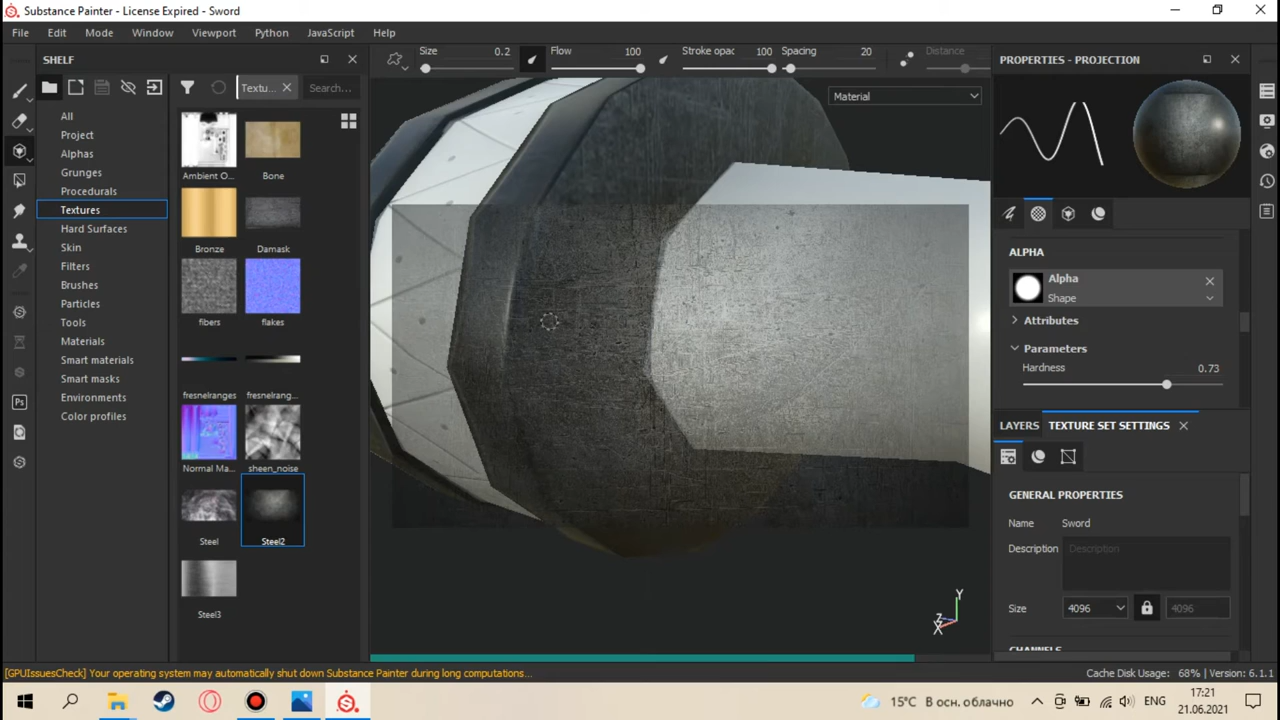 Substance Painter - License Expired - Sword
File Edit Mode Window Viewport Python JavaScript Help
SHELF
Size 0.2 Flow 100 Stroke opac 100 Spacing 20 Distance
PROPERTIES - PROJECTION
Textu... Search...
Material
All
Project
Alphas
Grunges
Procedurals
Textures
Hard Surfaces
Skin
Filters
Brushes
Particles
Tools
Materials
Smart materials
Smart masks
Environments
Color profiles
Ambient O... Bone
Bronze Damask
fibers flakes
fresnelranges fresnelrang...
Normal Ma... sheen_noise
Steel Steel2
Steel3
Ps
ALPHA
Alpha
Shape
Attributes
Parameters
Hardness 0.73
LAYERS TEXTURE SET SETTINGS
GENERAL PROPERTIES
Name Sword
Description Description
Size 4096 4096
CHANNELS
Y
Z
X
[GPUIssuesCheck] Your operating system may automatically shut down Substance Painter during long computations...
Cache Disk Usage: 68% | Version: 6.1.1
15°C В осн. облачно
ENG
17:21
21.06.2021